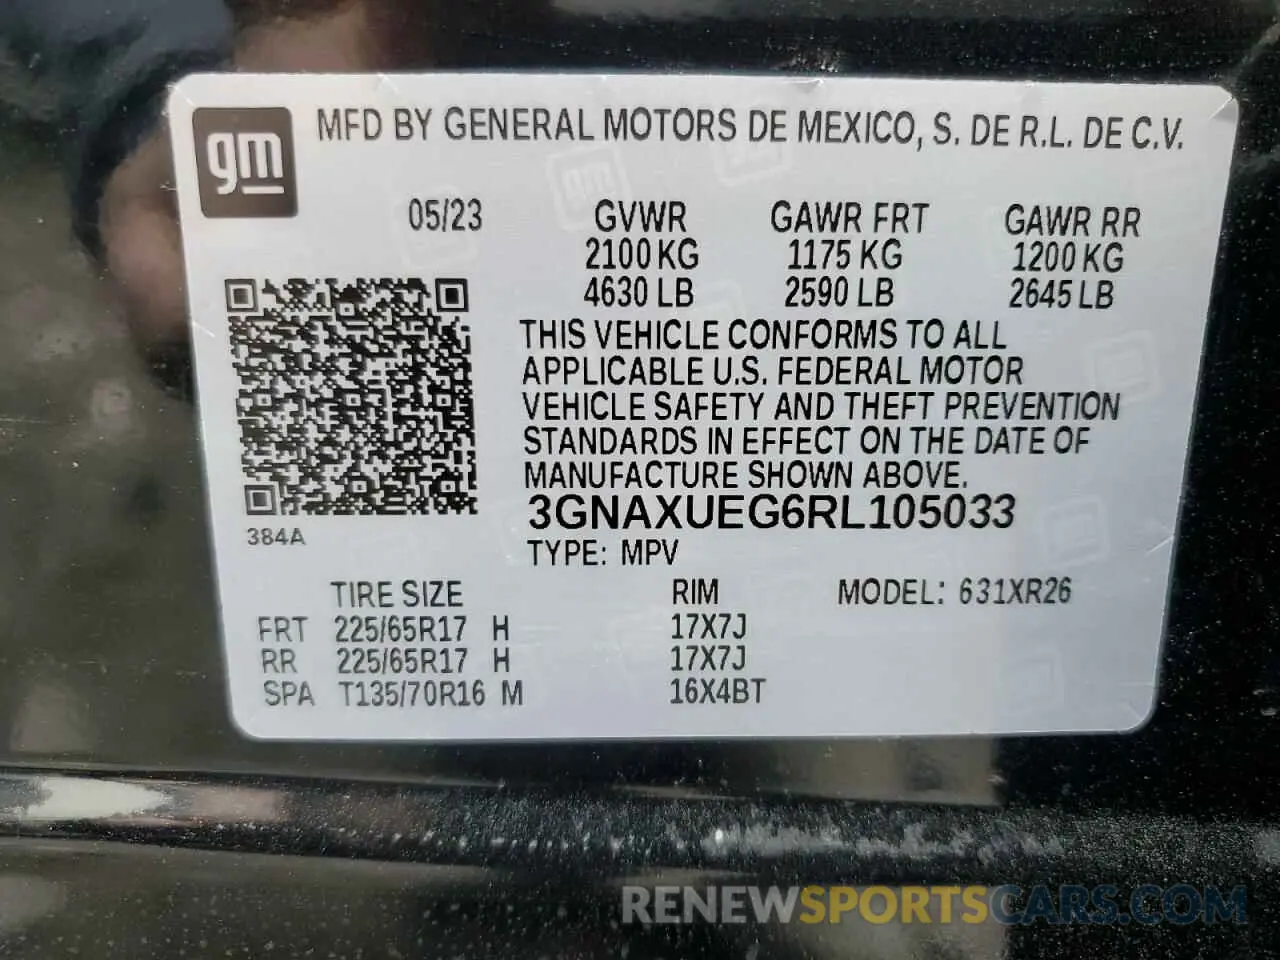 gm
MFD BY GENERAL MOTORS DE MEXICO, S. DE R.L. DE C.V.
05/23 GVWR GAWR FRT GAWR RR
2100 KG 1175 KG 1200 KG
4630 LB 2590 LB 2645 LB
THIS VEHICLE CONFORMS TO ALL
APPLICABLE U.S. FEDERAL MOTOR
VEHICLE SAFETY AND THEFT PREVENTION
STANDARDS IN EFFECT ON THE DATE OF
MANUFACTURE SHOWN ABOVE.
3GNAXUEG6RL105033
384A
TYPE: MPV
TIRE SIZE RIM MODEL: 631XR26
FRT 225/65R17 H 17X7J
RR 225/65R17 H 17X7J
SPA T135/70R16 M 16X4BT
RENEWSPORTSCARS.COM